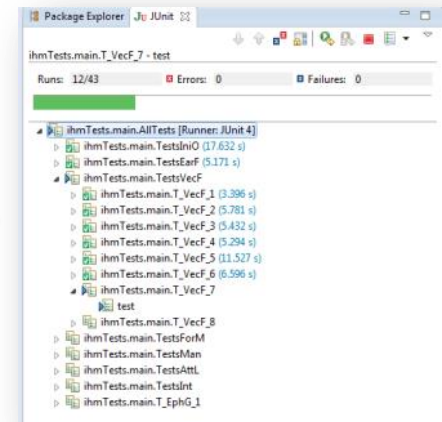 Package Explorer JUnit
ihmTests.main.T_VecF_7 - test
Runs: 12/43 Errors: 0 Failures: 0
ihmTests.main.AllTests [Runner: JUnit 4]
ihmTests.main.TestsIniO (17.632 s)
ihmTests.main.TestsEarF (5.171 s)
ihmTests.main.TestsVecF
ihmTests.main.T_VecF_1 (3.396 s)
ihmTests.main.T_VecF_2 (5.781 s)
ihmTests.main.T_VecF_3 (5.432 s)
ihmTests.main.T_VecF_4 (5.294 s)
ihmTests.main.T_VecF_5 (11.527 s)
ihmTests.main.T_VecF_6 (6.596 s)
ihmTests.main.T_VecF_7
test
ihmTests.main.T_VecF_8
ihmTests.main.TestsForM
ihmTests.main.TestsMan
ihmTests.main.TestsAttL
ihmTests.main.TestsInt
ihmTests.main.T_EphG_1